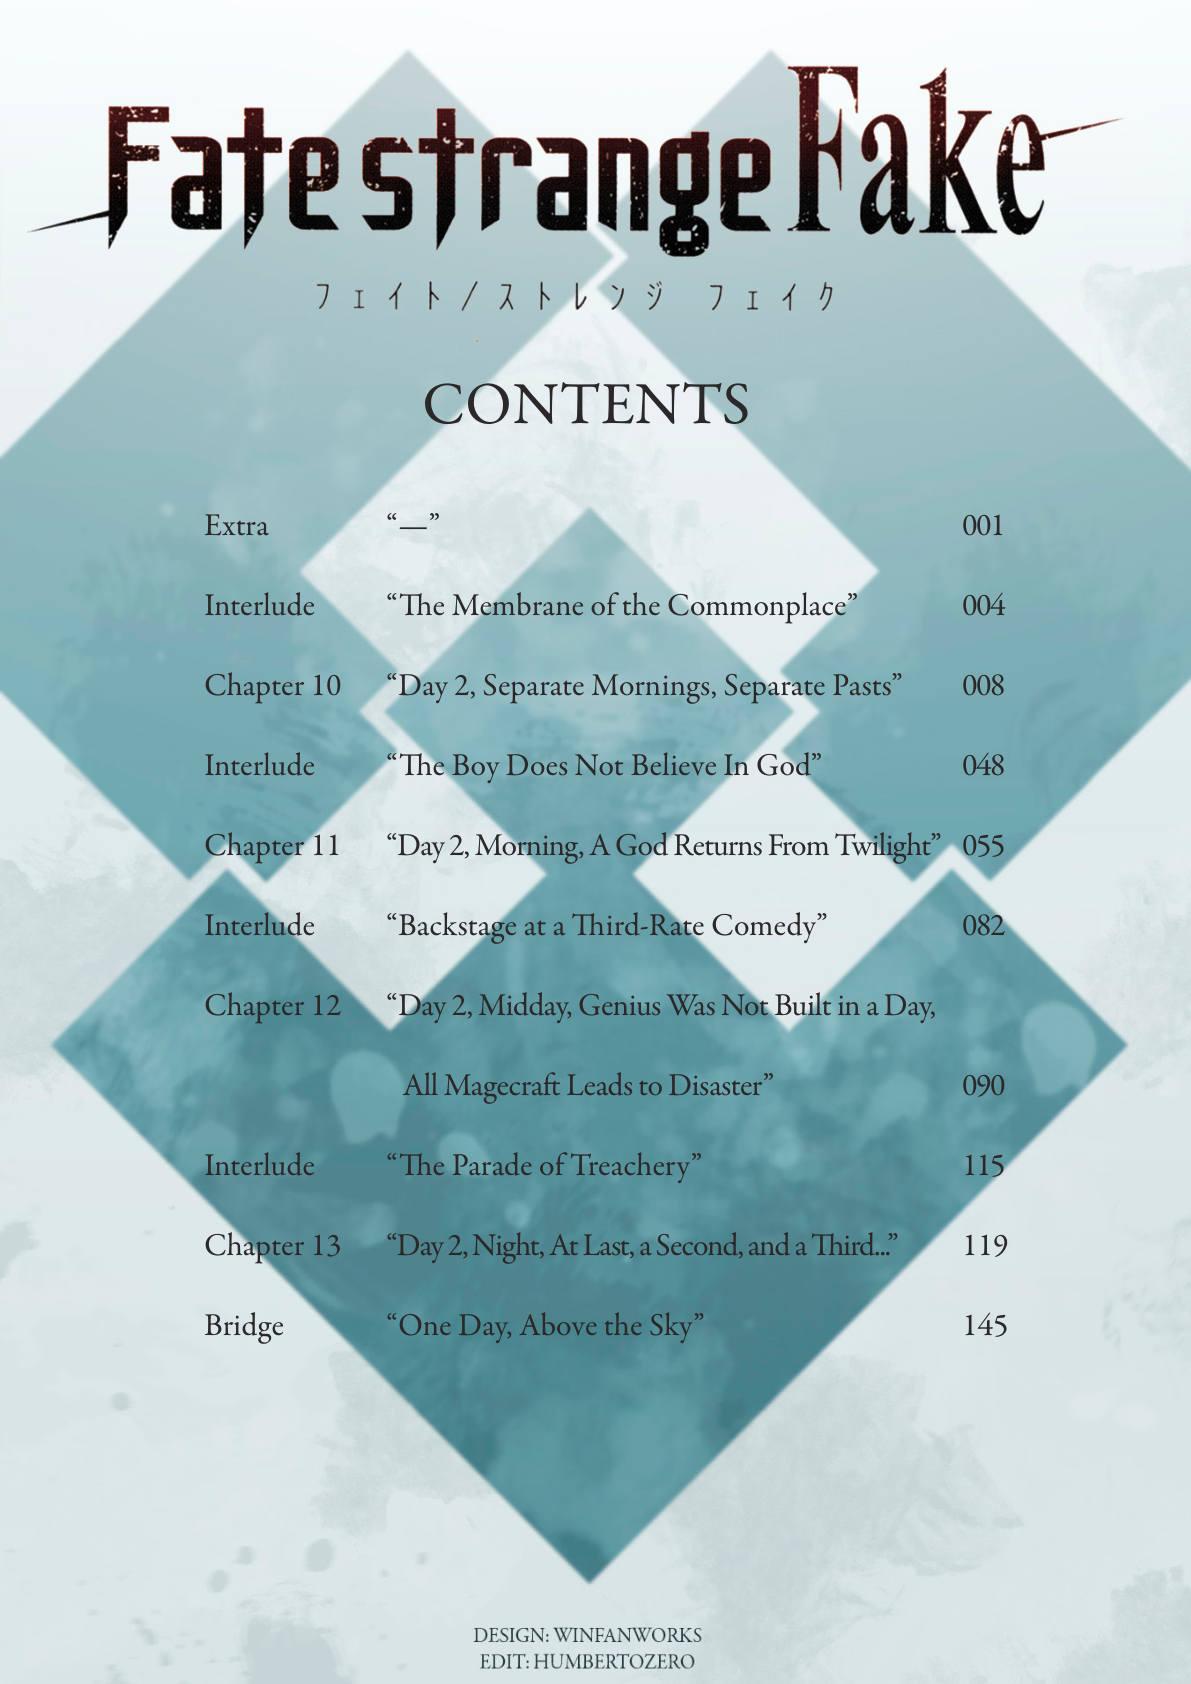 Fate strange Fake
フェイト/ストレンジ フェイク
CONTENTS
Extra “—” 001
Interlude “The Membrane of the Commonplace” 004
Chapter 10 “Day 2, Separate Mornings, Separate Pasts” 008
Interlude “The Boy Does Not Believe In God” 048
Chapter 11 “Day 2, Morning, A God Returns From Twilight” 055
Interlude “Backstage at a Third-Rate Comedy” 082
Chapter 12 “Day 2, Midday, Genius Was Not Built in a Day,
All Magecraft Leads to Disaster” 090
Interlude “The Parade of Treachery” 115
Chapter 13 “Day 2, Night, At Last, a Second, and a Third...” 119
Bridge “One Day, Above the Sky” 145
DESIGN: WINFANWORKS
EDIT: HUMBERTOZERO